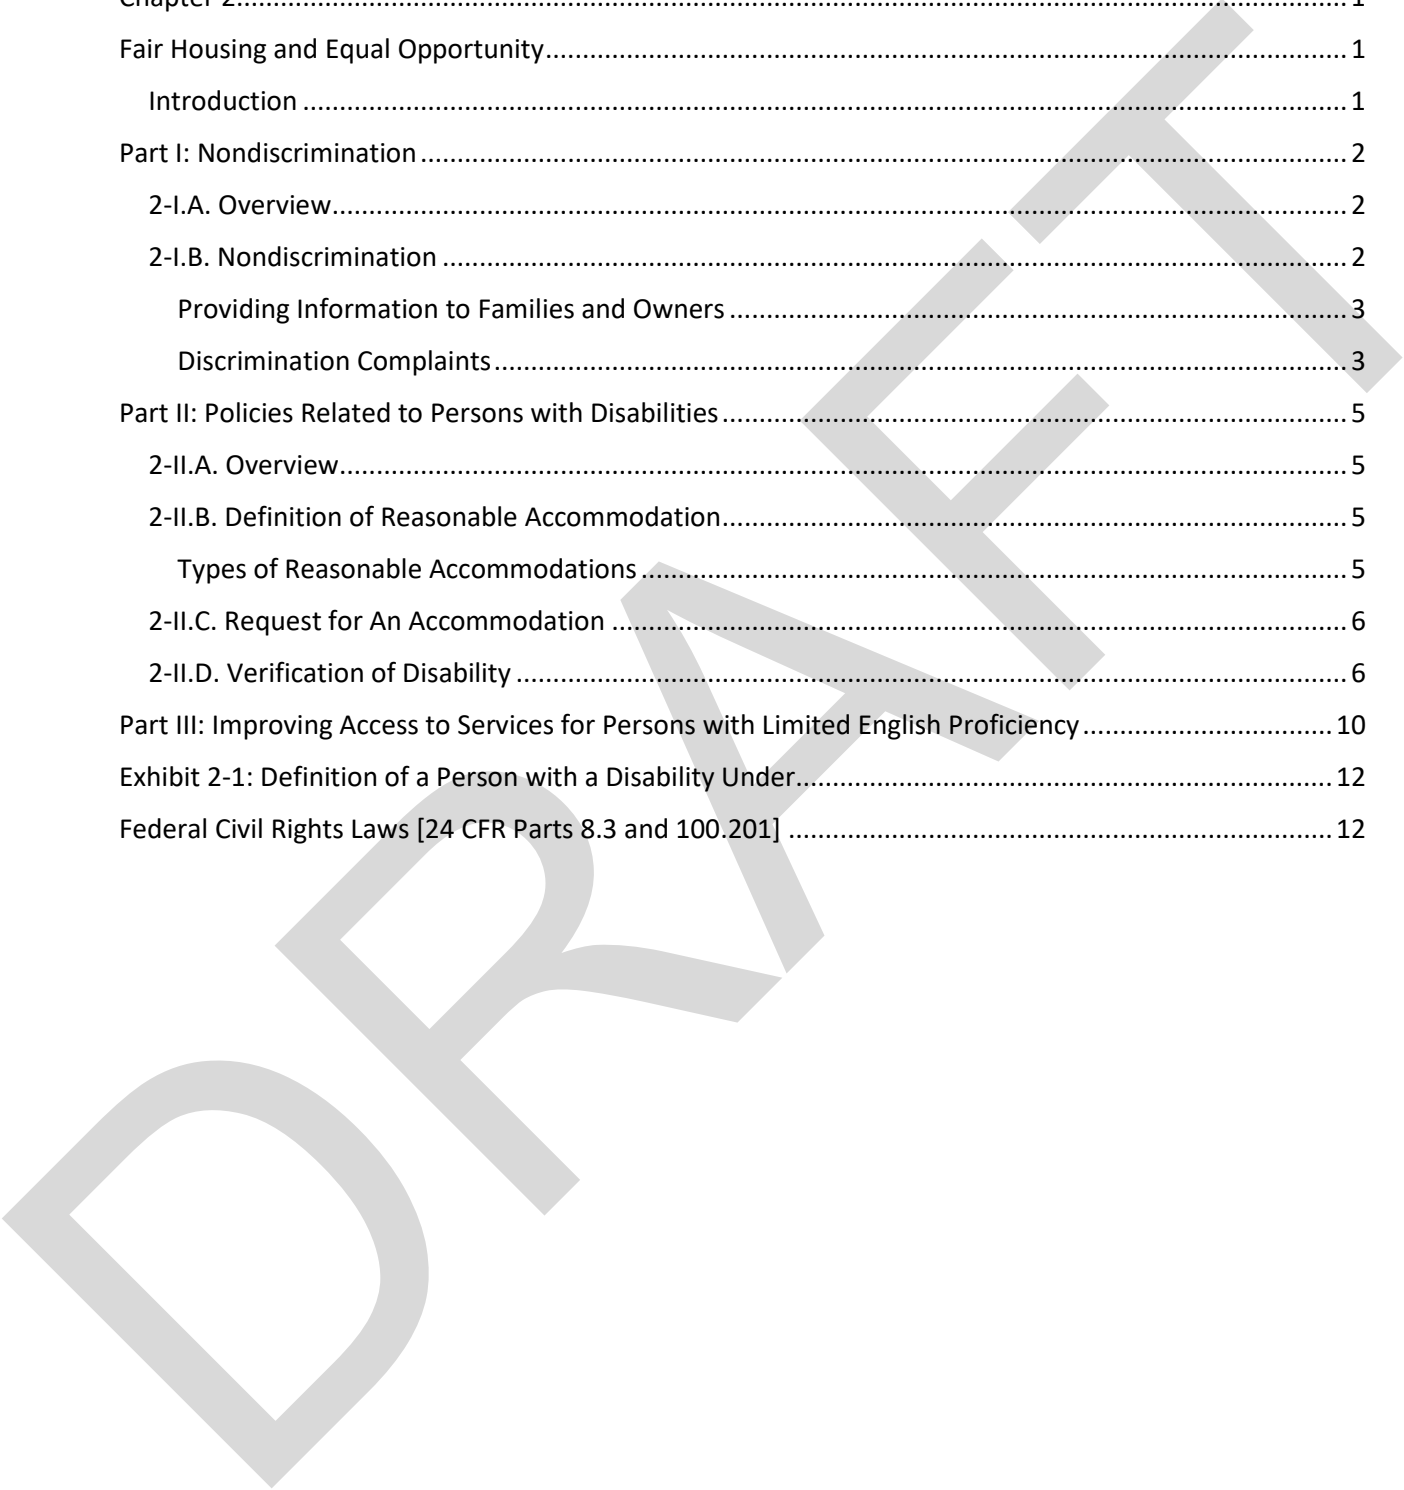 Chapter 2 1
Fair Housing and Equal Opportunity 1
Introduction 1
Part I: Nondiscrimination 2
2-I.A. Overview 2
2-I.B. Nondiscrimination 2
Providing Information to Families and Owners 3
Discrimination Complaints 3
Part II: Policies Related to Persons with Disabilities 5
2-II.A. Overview 5
2-II.B. Definition of Reasonable Accommodation 5
Types of Reasonable Accommodations 5
2-II.C. Request for An Accommodation 6
2-II.D. Verification of Disability 6
Part III: Improving Access to Services for Persons with Limited English Proficiency 10
Exhibit 2-1: Definition of a Person with a Disability Under 12
Federal Civil Rights Laws [24 CFR Parts 8.3 and 100.201] 12
DRAFT